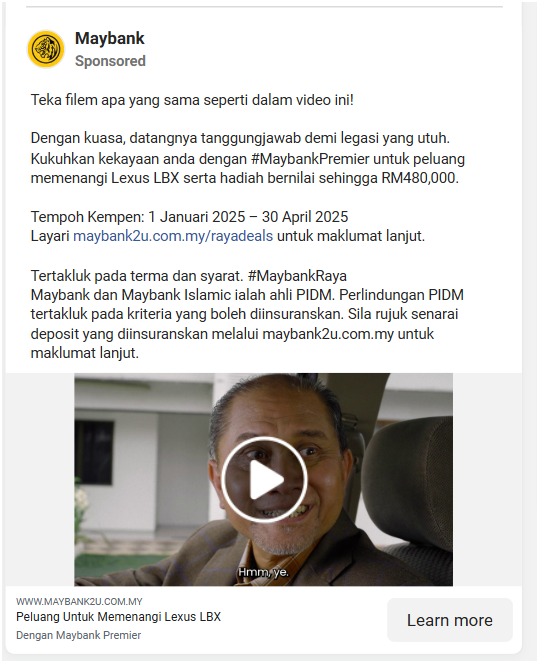 Maybank
Sponsored
Teka filem apa yang sama seperti dalam video ini!
Dengan kuasa, datangnya tanggungjawab demi legasi yang utuh.
Kukuhkan kekayaan anda dengan #MaybankPremier untuk peluang
memenangi Lexus LBX serta hadiah bernilai sehingga RM480,000.
Tempoh Kempen: 1 Januari 2025 – 30 April 2025
Layari maybank2u.com.my/rayadeals untuk maklumat lanjut.
Tertakluk pada terma dan syarat. #MaybankRaya
Maybank dan Maybank Islamic ialah ahli PIDM. Perlindungan PIDM
tertakluk pada kriteria yang boleh diinsuranskan. Sila rujuk senarai
deposit yang diinsuranskan melalui maybank2u.com.my untuk
maklumat lanjut.
Hmm, ye.
WWW.MAYBANK2U.COM.MY
Peluang Untuk Memenangi Lexus LBX
Dengan Maybank Premier
Learn more